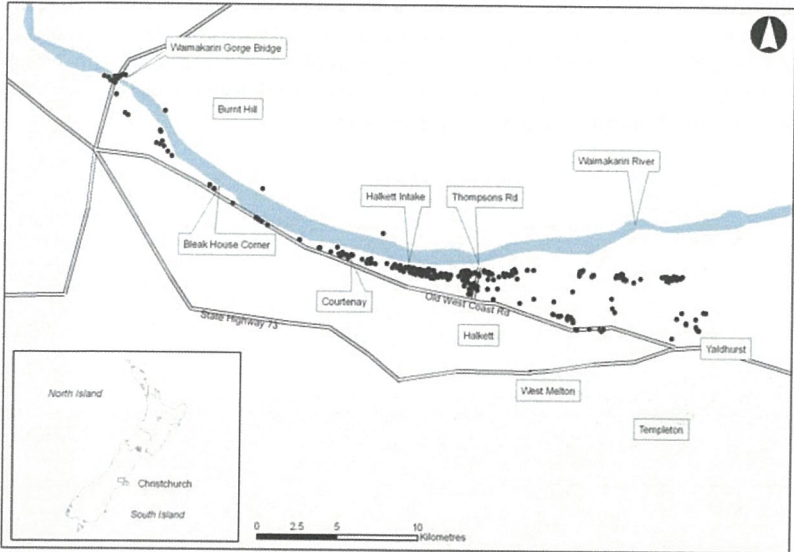 Waimakariri Gorge Bridge
Burnt Hill
Waimakariri River
Halkett Intake
Thompsons Rd
Bleak House Corner
Courtenay
Old West Coast Rd
State Highway 73
Halkett
Yaldhurst
West Melton
Templeton
North Island
Christchurch
South Island
0 2.5 5 10
Kilometres